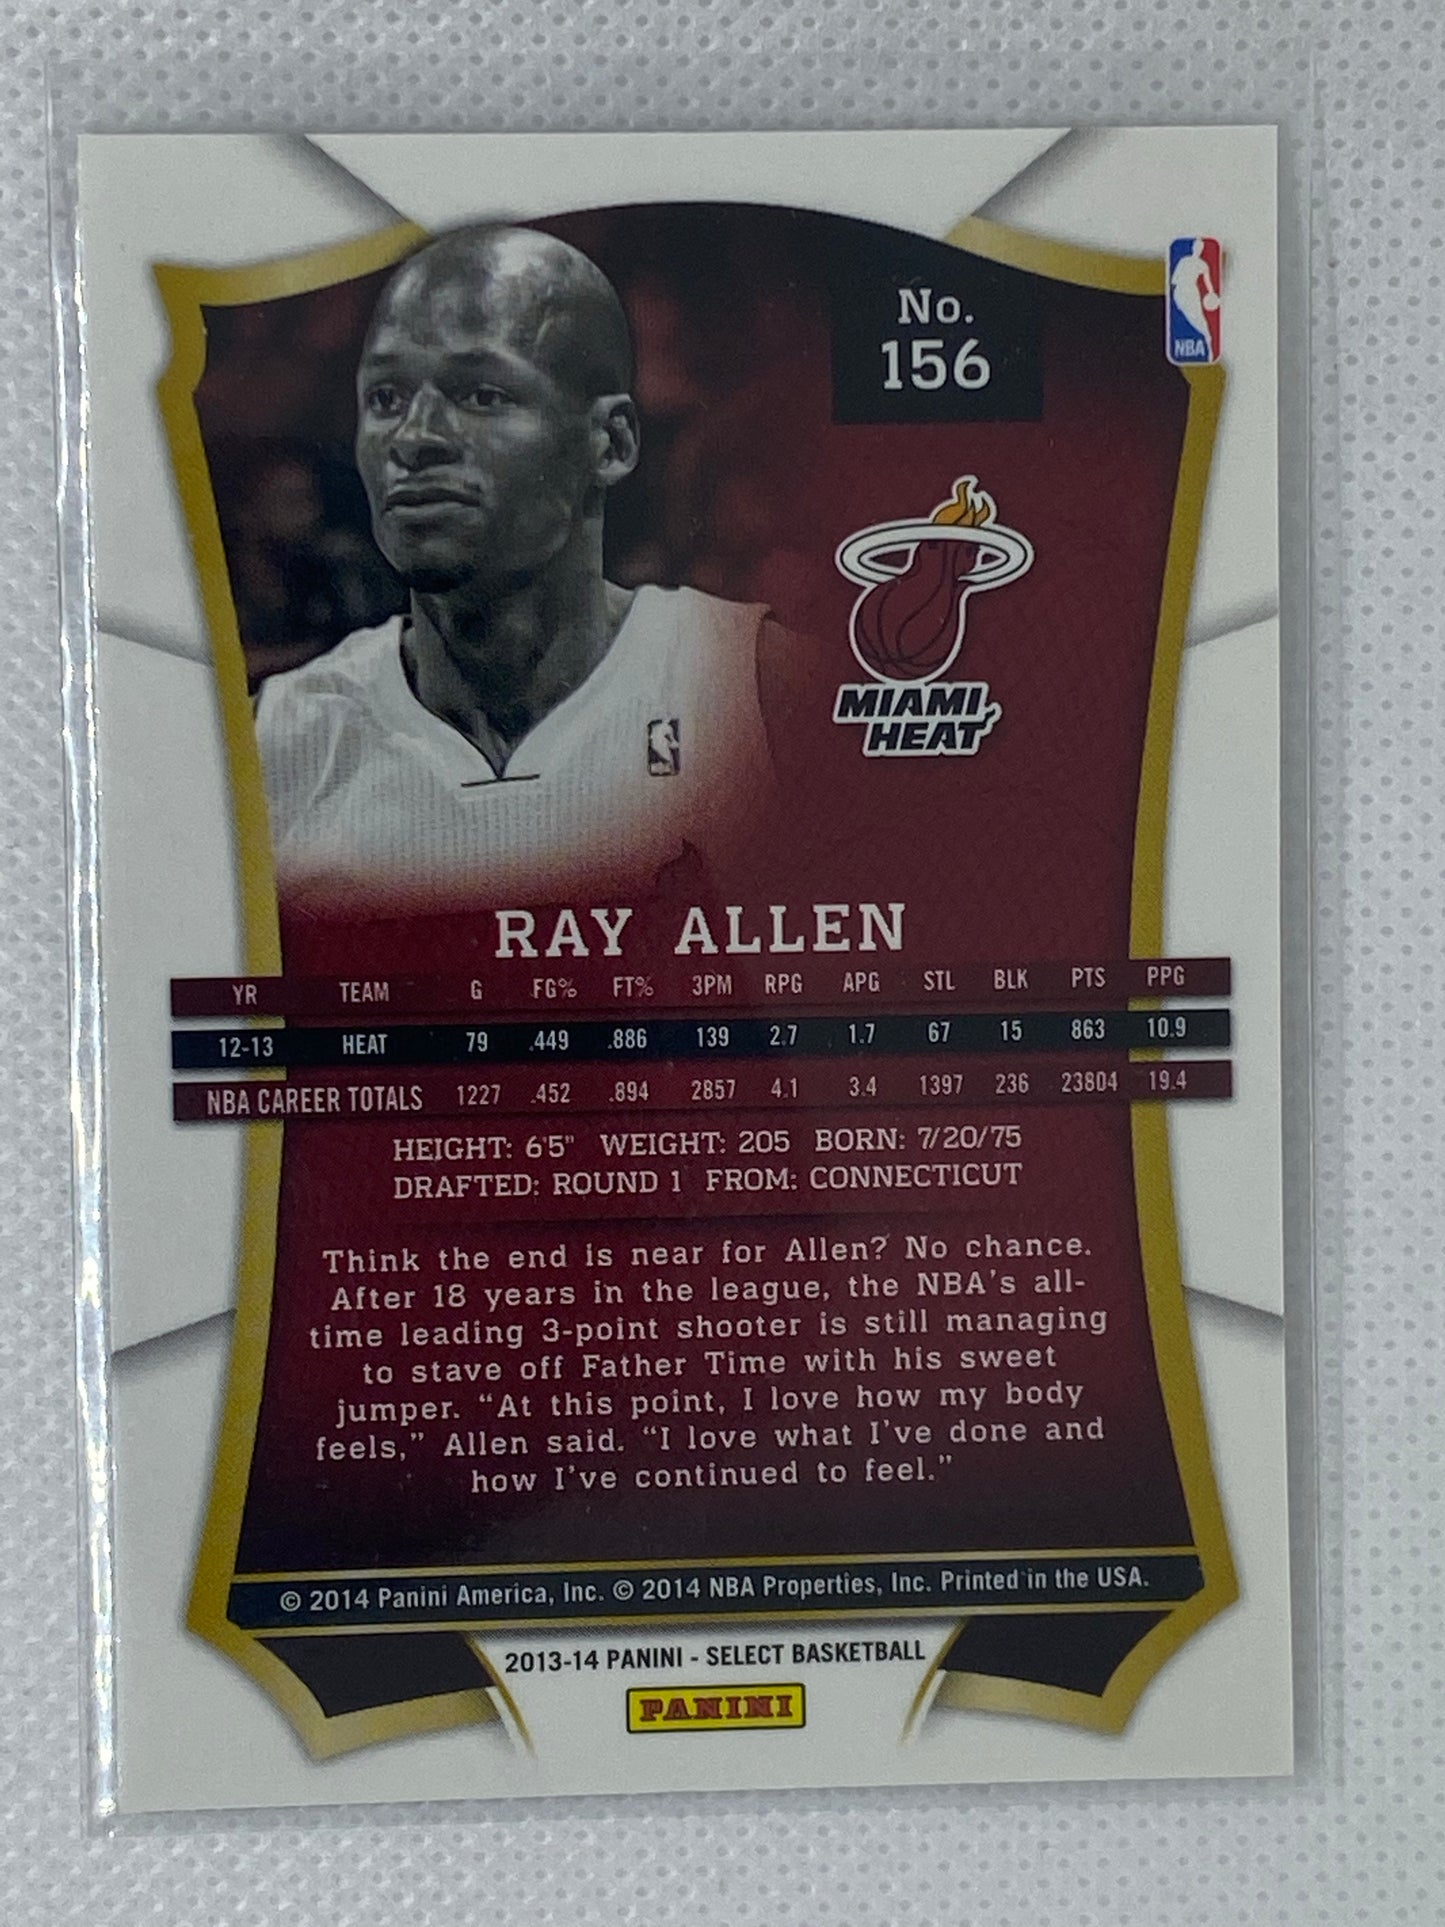 No.
156
NBA
MIAMI
HEAT
RAY ALLEN
YR TEAM G FG% FT% 3PM RPG APG STL BLK PTS PPG
12-13 HEAT 79 .449 .886 139 2.7 1.7 67 15 863 10.9
NBA CAREER TOTALS 1227 .452 .894 2857 4.1 3.4 1397 236 23804 19.4
HEIGHT: 6'5" WEIGHT: 205 BORN: 7/20/75
DRAFTED: ROUND 1 FROM: CONNECTICUT
Think the end is near for Allen? No chance.
After 18 years in the league, the NBA's all-
time leading 3-point shooter is still managing
to stave off Father Time with his sweet
jumper. “At this point, I love how my body
feels,” Allen said. “I love what I've done and
how I've continued to feel.”
© 2014 Panini America, Inc. © 2014 NBA Properties, Inc. Printed in the USA.
2013-14 PANINI - SELECT BASKETBALL
PANINI